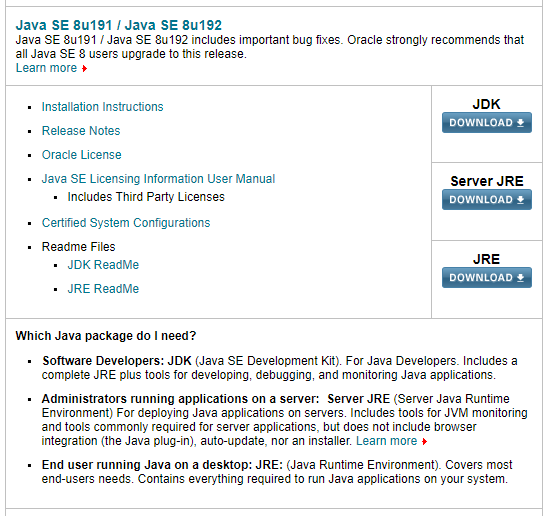 Java SE 8u191 / Java SE 8u192
Java SE 8u191 / Java SE 8u192 includes important bug fixes. Oracle strongly recommends that
all Java SE 8 users upgrade to this release.
Learn more
Installation Instructions
Release Notes
Oracle License
Java SE Licensing Information User Manual
Includes Third Party Licenses
Certified System Configurations
Readme Files
JDK ReadMe
JRE ReadMe
JDK
DOWNLOAD
Server JRE
DOWNLOAD
JRE
DOWNLOAD
Which Java package do I need?
Software Developers: JDK (Java SE Development Kit). For Java Developers. Includes a
complete JRE plus tools for developing, debugging, and monitoring Java applications.
Administrators running applications on a server: Server JRE (Server Java Runtime
Environment) For deploying Java applications on servers. Includes tools for JVM monitoring
and tools commonly required for server applications, but does not include browser
integration (the Java plug-in), auto-update, nor an installer. Learn more
End user running Java on a desktop: JRE: (Java Runtime Environment). Covers most
end-users needs. Contains everything required to run Java applications on your system.